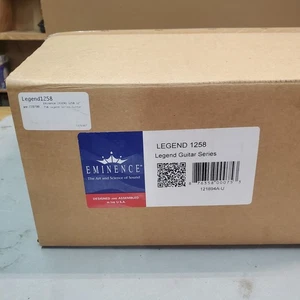 Legend1258
EMINENCE
The Art and Science of Sound
DESIGNED AND ASSEMBLED
IN THE U.S.A.
LEGEND 1258
Legend Guitar Series